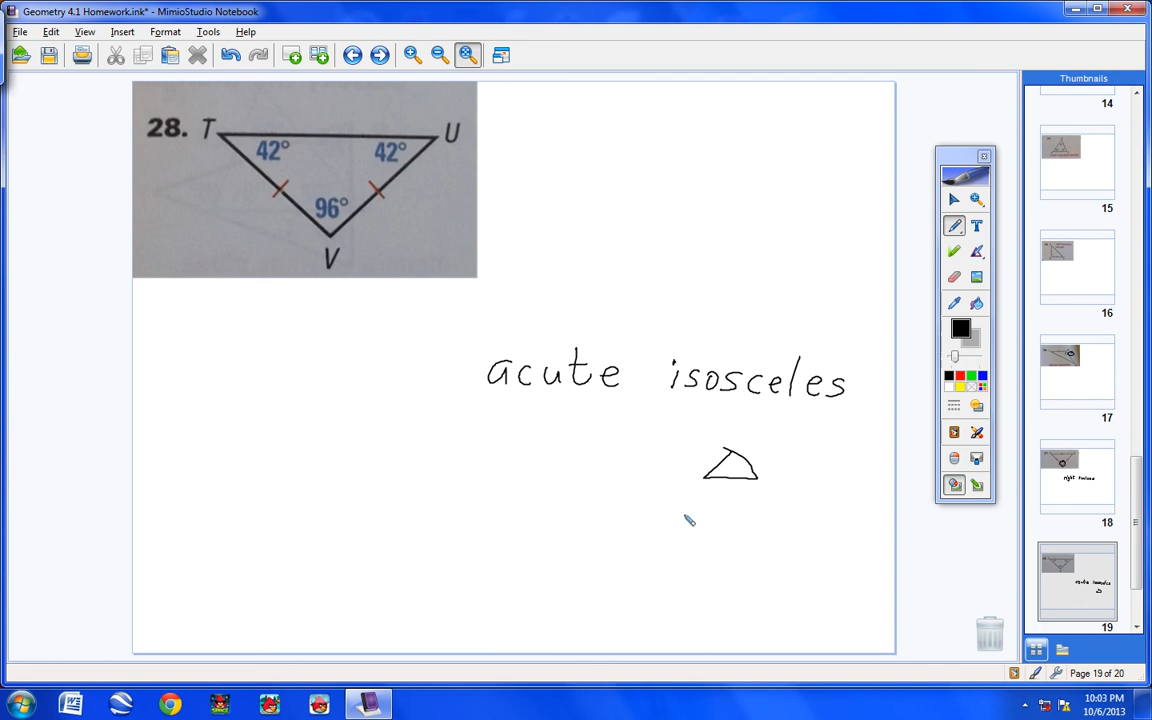 Geometry 4.1 Homework.ink* - MimioStudio Notebook
File Edit View Insert Format Tools Help
Thumbnails
28. T U
42° 42°
96°
V
acute isosceles
14
15
16
17
right isosceles
18
acute isosceles
19
Page 19 of 20
10:03 PM
10/6/2013